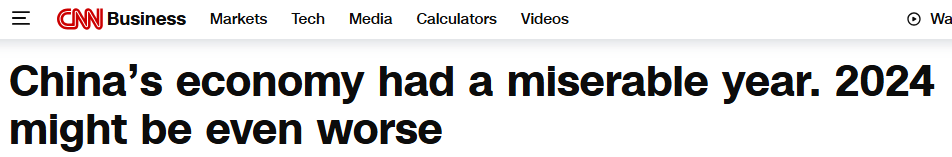 CNN Business Markets Tech Media Calculators Videos Wa
China’s economy had a miserable year. 2024
might be even worse